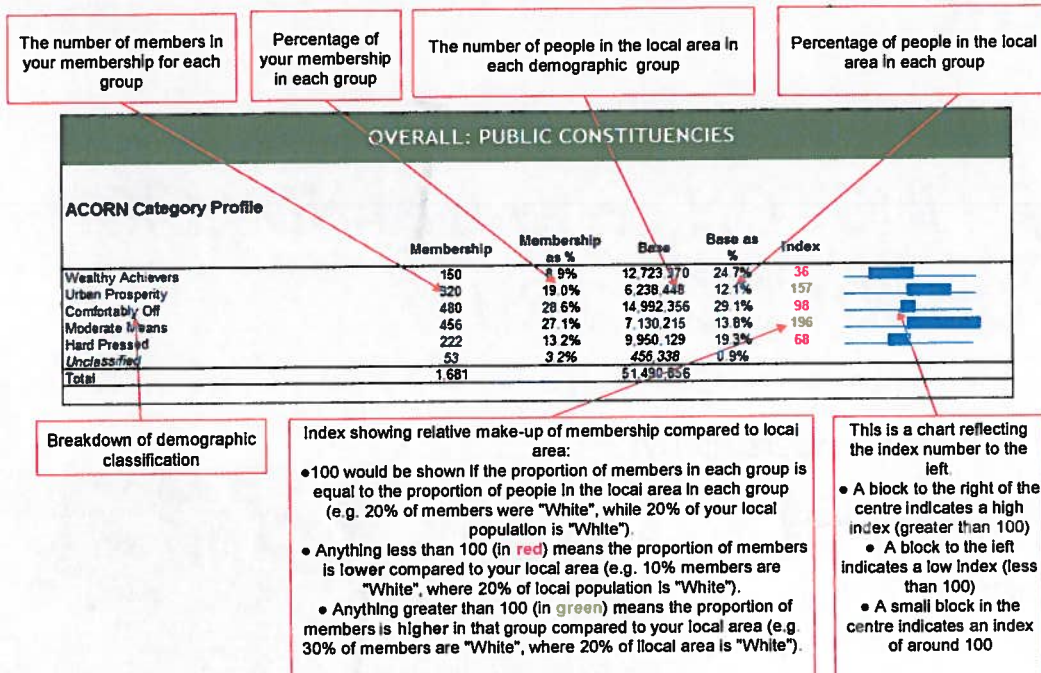 The number of members in
your membership for each
group
Percentage of
your membership
in each group
The number of people in the local area in
each demographic group
Percentage of people in the local
area in each group
OVERALL: PUBLIC CONSTITUENCIES
ACORN Category Profile
Membership Membership as % Base Base as % Index
Wealthy Achievers 150 8.9% 12,723,370 24.7% 36
Urban Prosperity 320 19.0% 6,238,448 12.1% 157
Comfortably Off 480 28.6% 14,992,356 29.1% 98
Moderate Means 456 27.1% 7,130,215 13.8% 196
Hard Pressed 222 13.2% 9,950,129 19.3% 68
Unclassified 53 3.2% 456,338 0.9%
Total 1,681 51,490,856
Breakdown of demographic
classification
Index showing relative make-up of membership compared to local
area:
●100 would be shown if the proportion of members in each group is
equal to the proportion of people in the local area in each group
(e.g. 20% of members were "White", while 20% of your local
population is "White").
● Anything less than 100 (in red) means the proportion of members
is lower compared to your local area (e.g. 10% members are
"White", where 20% of local population is "White").
● Anything greater than 100 (in green) means the proportion of
members is higher in that group compared to your local area (e.g.
30% of members are "White", where 20% of llocal area is "White").
This is a chart reflecting
the index number to the
left.
● A block to the right of the
centre indicates a high
index (greater than 100)
● A block to the left
indicates a low index (less
than 100)
● A small block in the
centre indicates an index
of around 100